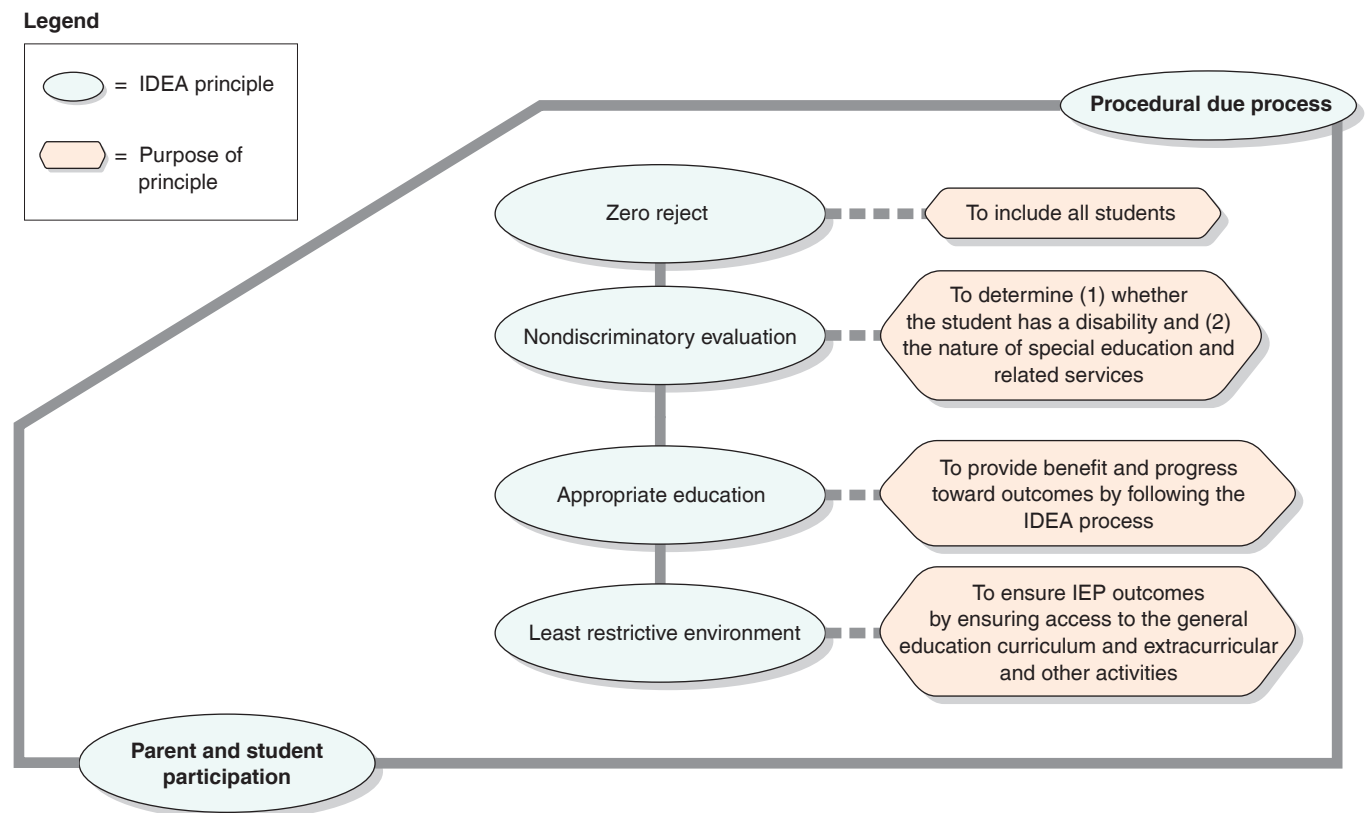 Legend
= IDEA principle
= Purpose of
principle
Procedural due process
Zero reject
To include all students
Nondiscriminatory evaluation
To determine (1) whether
the student has a disability and (2)
the nature of special education and
related services
Appropriate education
To provide benefit and progress
toward outcomes by following the
IDEA process
Least restrictive environment
To ensure IEP outcomes
by ensuring access to the general
education curriculum and extracurricular
and other activities
Parent and student
participation